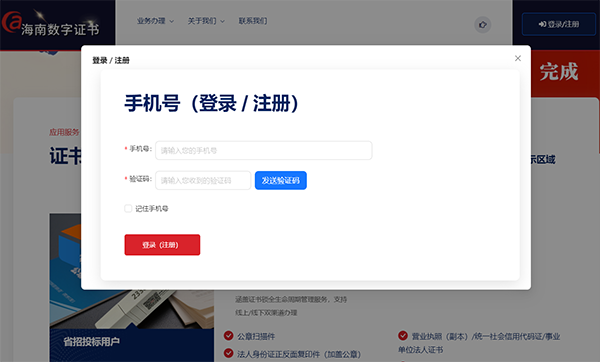 海南数字证书
业务办理
关于我们
联系我们
登录/注册
完成
登录 / 注册
手机号（登录 / 注册）
* 手机号：
请输入您的手机号
* 验证码：
请输入您收到的验证码
发送验证码
记住手机号
登录（注册）
应用服务
证书
示区域
涵盖证书颁全生命周期管理服务，支持
线上/线下双渠道办理
省招投标用户
公章扫描件
法人身份证正反面复印件（加盖公章）
营业执照（副本）/统一社会信用代码证/事业
单位法人证书